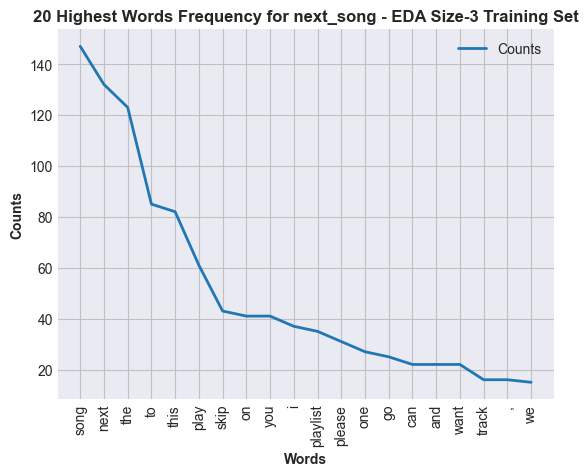 20 Highest Words Frequency for next_song - EDA Size-3 Training Set
Counts
140
120
100
80
60
40
20
Counts
song
next
the
to
this
play
skip
on
you
i
playlist
please
one
go
can
and
want
track
,
we
Words